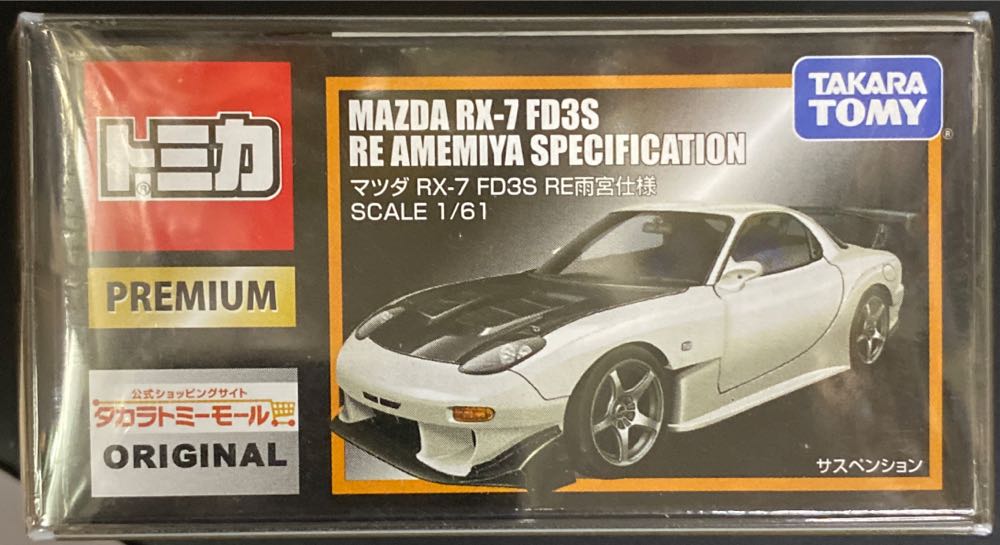 トミカ
®
PREMIUM
公式ショッピングサイト
タカラトミーモール
ORIGINAL
MAZDA RX-7 FD3S
RE AMEMIYA SPECIFICATION
マツダ RX-7 FD3S RE雨宮仕様
SCALE 1/61
TAKARA
TOMY
®
サスペンション